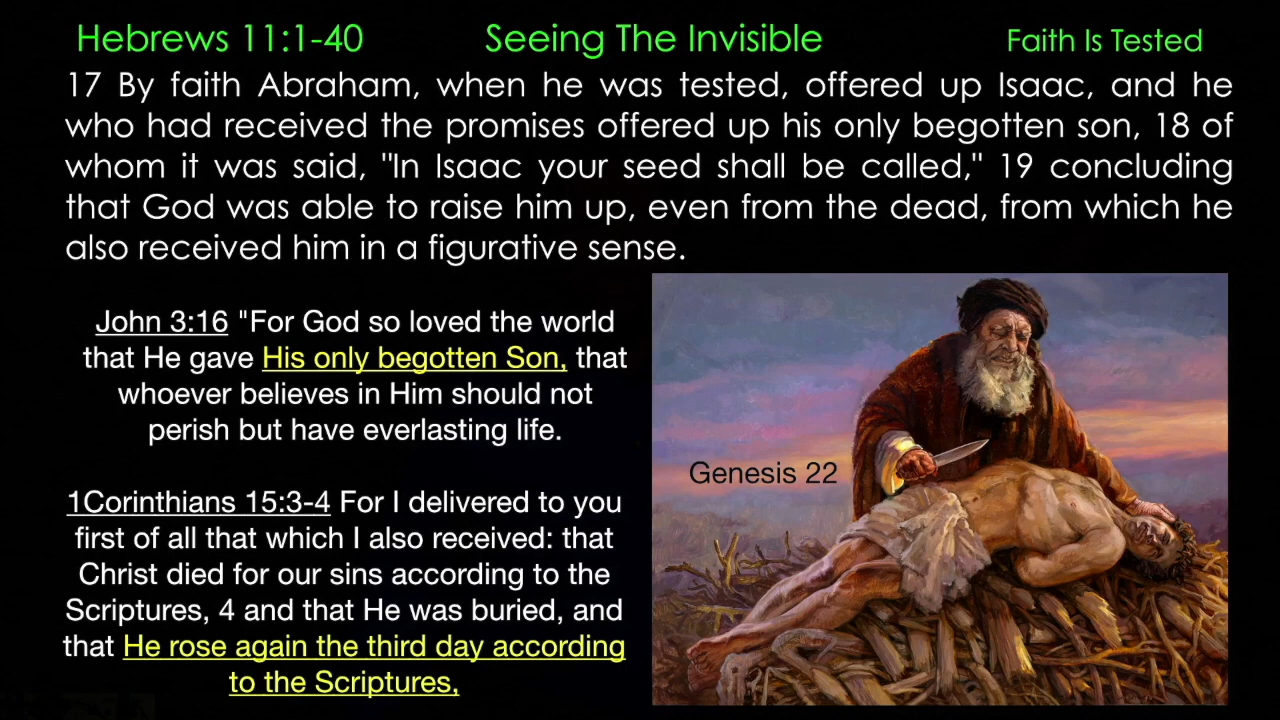 Hebrews 11:1-40 Seeing The Invisible Faith Is Tested
17 By faith Abraham, when he was tested, offered up Isaac, and he
who had received the promises offered up his only begotten son, 18 of
whom it was said, "In Isaac your seed shall be called," 19 concluding
that God was able to raise him up, even from the dead, from which he
also received him in a figurative sense.
John 3:16 "For God so loved the world
that He gave His only begotten Son, that
whoever believes in Him should not
perish but have everlasting life.
1Corinthians 15:3-4 For I delivered to you
first of all that which I also received: that
Christ died for our sins according to the
Scriptures, 4 and that He was buried, and
that He rose again the third day according
to the Scriptures,
Genesis 22